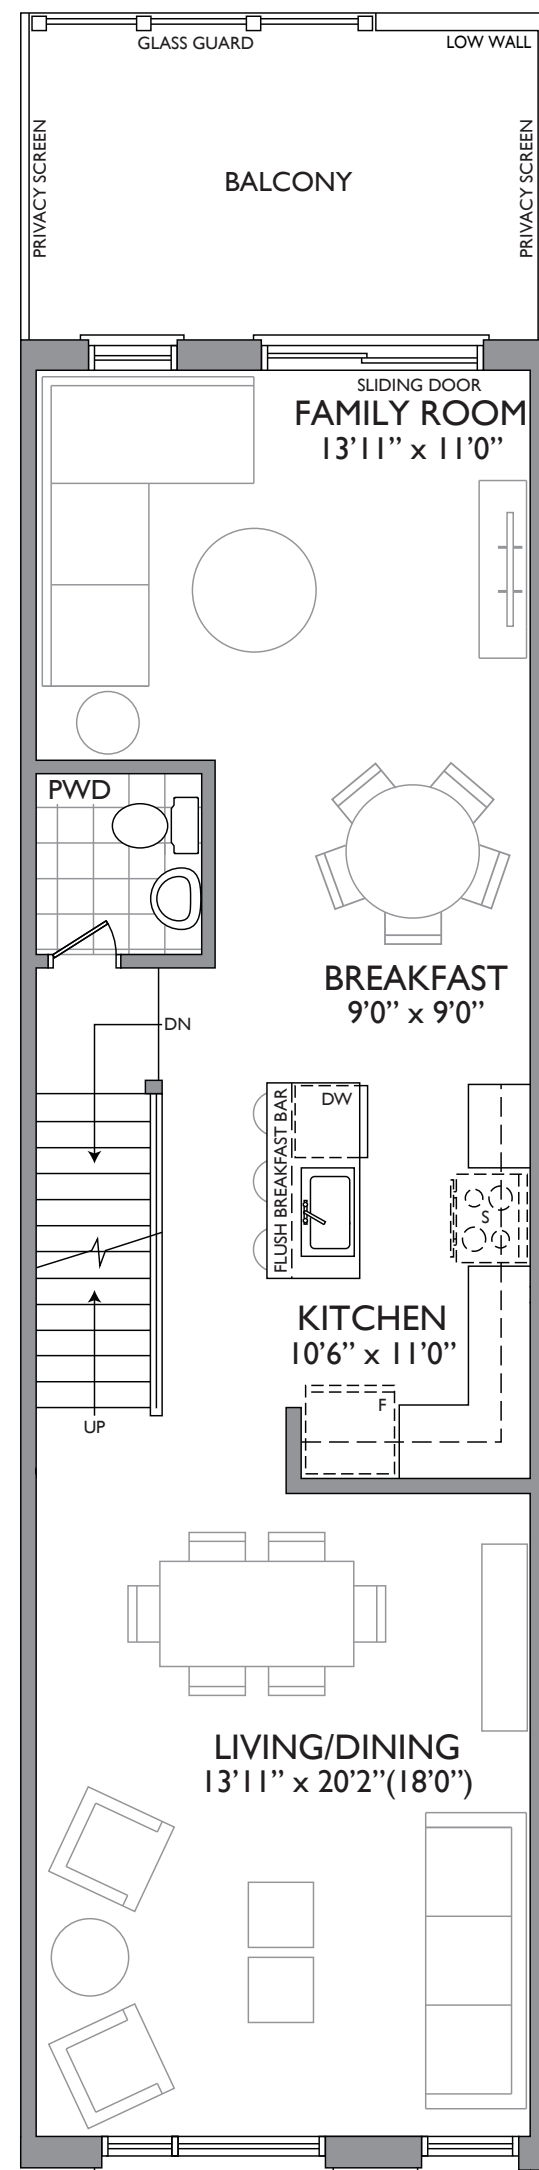 GLASS GUARD
LOW WALL
PRIVACY SCREEN
PRIVACY SCREEN
BALCONY
SLIDING DOOR
FAMILY ROOM
13’11” x 11’0”
PWD
BREAKFAST
9’0” x 9’0”
DN
FLUSH BREAKFAST BAR
DW
S
KITCHEN
10’6” x 11’0”
F
UP
LIVING/DINING
13’11” x 20’2”(18’0”)